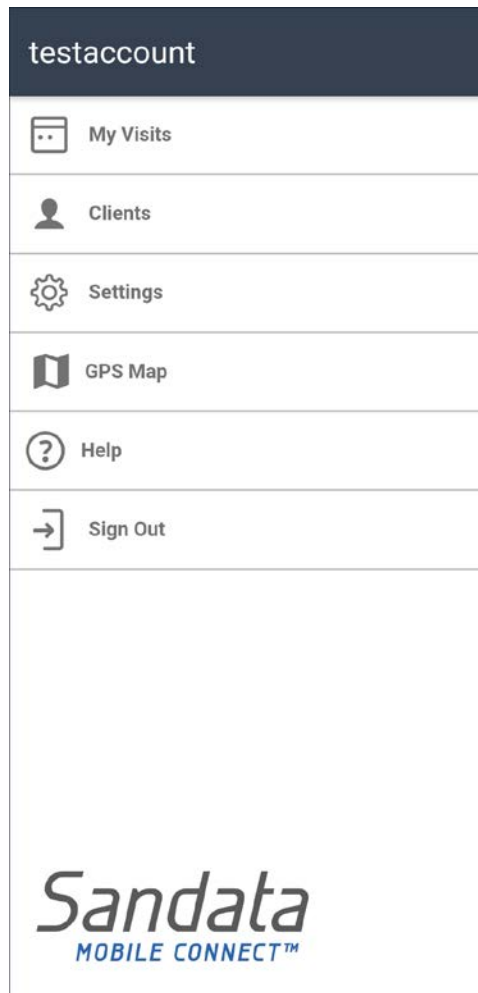 testaccount
My Visits
Clients
Settings
GPS Map
Help
Sign Out
Sandata
MOBILE CONNECT™